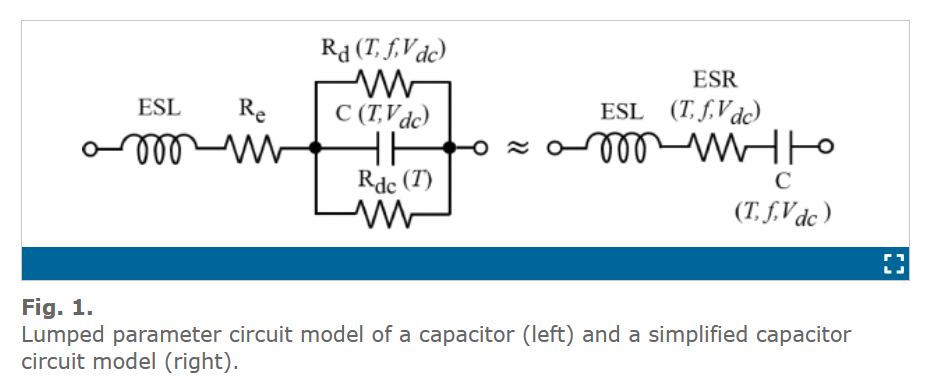 Rd (T, f,Vdc)
ESL
Re
C (T,Vdc)
Rdc (T)
≈
ESR
ESL
(T, f,Vdc)
C
(T, f,Vdc )
Fig. 1.
Lumped parameter circuit model of a capacitor (left) and a simplified capacitor
circuit model (right).